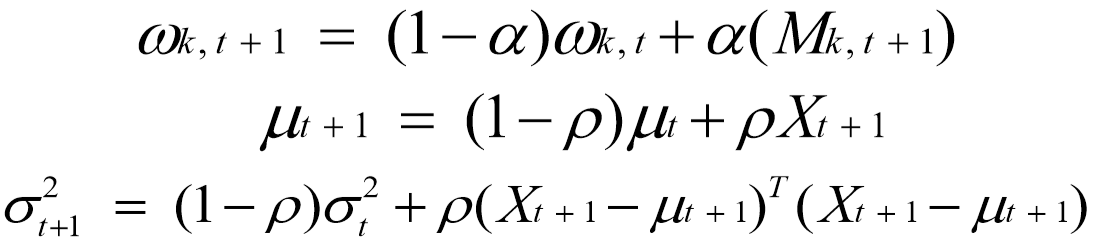 ωk, t + 1 = (1 − α)ωk, t + α(Mk, t + 1)
μt + 1 = (1 − ρ)μt + ρXt + 1
σ²t+1 = (1 − ρ)σ²t + ρ(Xt + 1 − μt + 1)ᵀ(Xt + 1 − μt + 1)